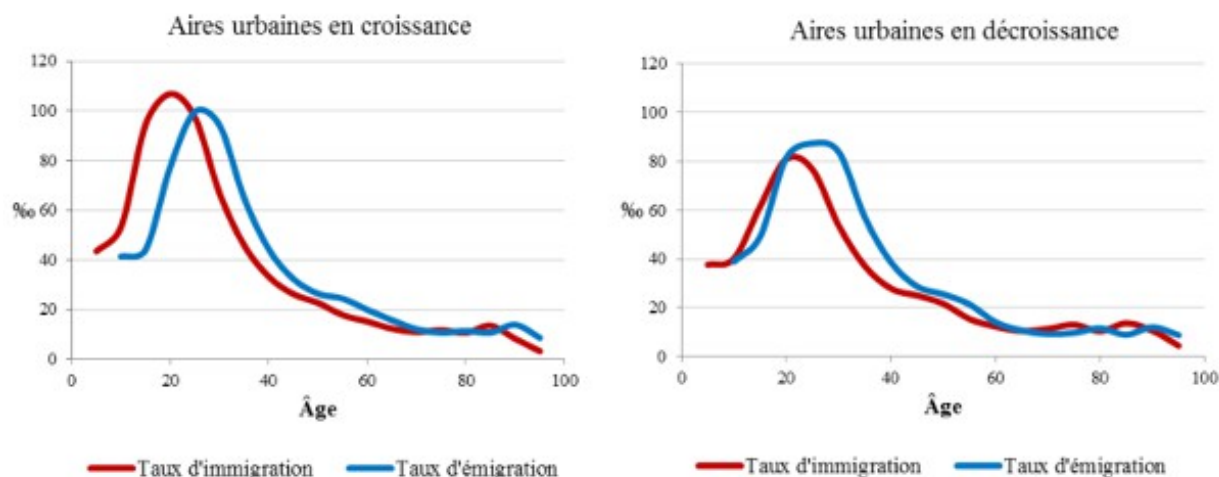 Aires urbaines en croissance
120
100
80
‰ 60
40
20
0
0 20 40 60 80 100
Âge
Taux d'immigration Taux d'émigration
Aires urbaines en décroissance
120
100
80
‰ 60
40
20
0
0 20 40 60 80 100
Âge
Taux d'immigration Taux d'émigration